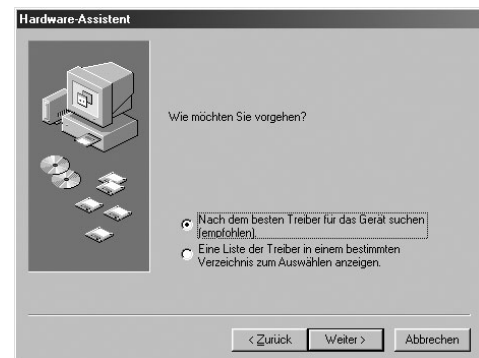 Hardware-Assistent
Wie möchten Sie vorgehen?
Nach dem besten Treiber für das Gerät suchen
(empfohlen).
Eine Liste der Treiber in einem bestimmten
Verzeichnis zum Auswählen anzeigen.
< Zurück Weiter > Abbrechen